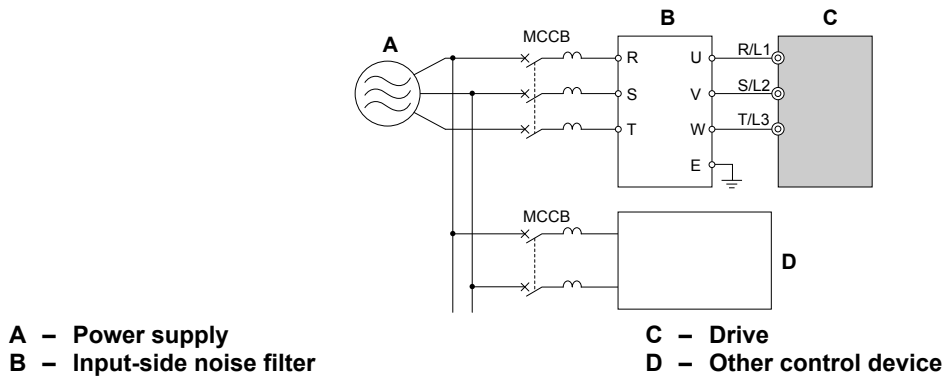 B
C
A
MCCB
R
U
R/L1
S
V
S/L2
T
W
T/L3
E
MCCB
D
A – Power supply
B – Input-side noise filter
C – Drive
D – Other control device